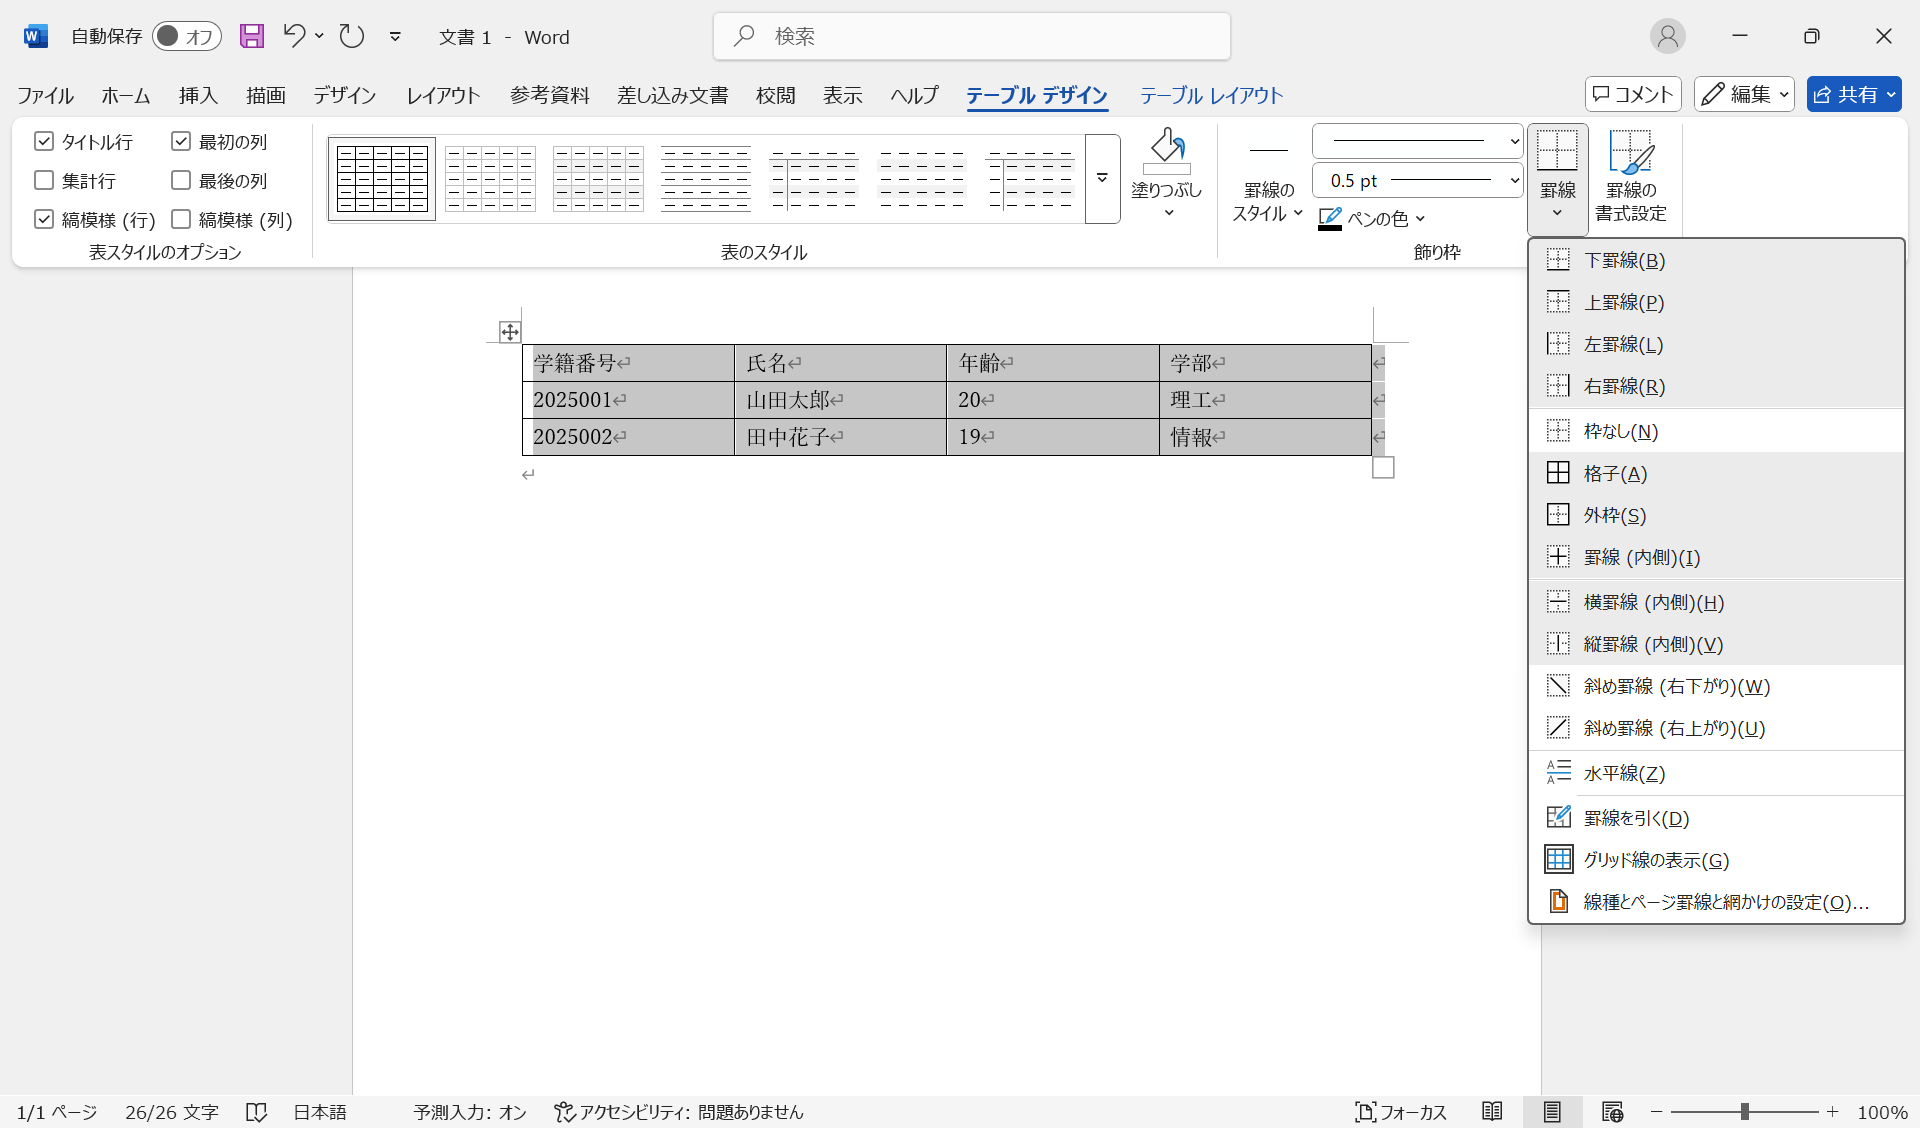 自動保存 オフ 文書 1 - Word 検索
ファイル ホーム 挿入 描画 デザイン レイアウト 参考資料 差し込み文書 校閲 表示 ヘルプ テーブル デザイン テーブル レイアウト コメント 編集 共有
タイトル行 最初の列
集計行 最後の列
縞模様 (行) 縞模様 (列)
表スタイルのオプション
表のスタイル
塗りつぶし
罫線の
スタイル
0.5 pt
ペンの色
飾り枠
罫線
罫線の
書式設定
下罫線(B)
上罫線(P)
左罫線(L)
右罫線(R)
枠なし(N)
格子(A)
外枠(S)
罫線 (内側)(I)
横罫線 (内側)(H)
縦罫線 (内側)(V)
斜め罫線 (右下がり)(W)
斜め罫線 (右上がり)(U)
水平線(Z)
罫線を引く(D)
グリッド線の表示(G)
線種とページ罫線と網かけの設定(O)...
学籍番号 氏名 年齢 学部
2025001 山田太郎 20 理工
2025002 田中花子 19 情報
1/1 ページ 26/26 文字 日本語 予測入力: オン アクセシビリティ: 問題ありません フォーカス 100%